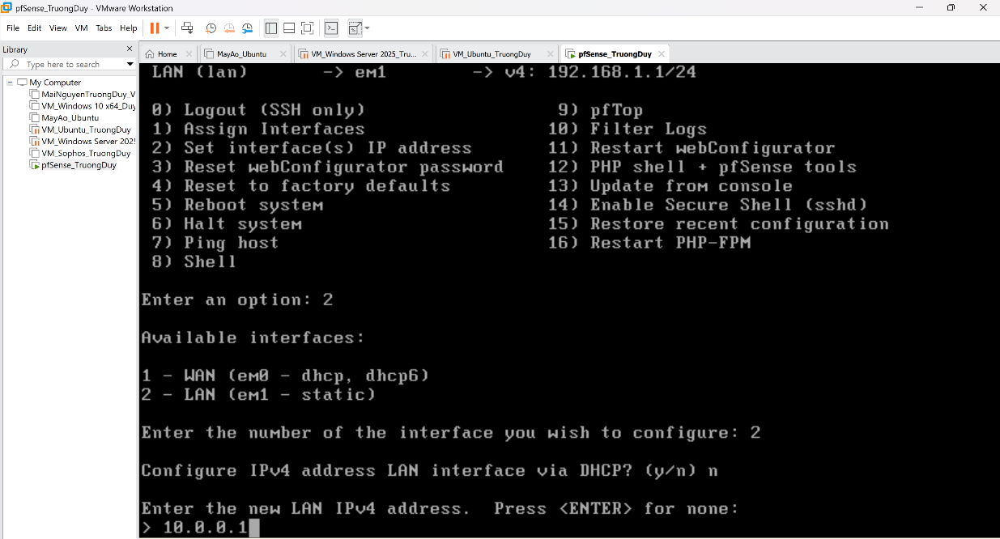 pfSense_TruongDuy - VMware Workstation
File Edit View VM Tabs Help
Library
Type here to search
My Computer
MaiNguyenTruongDuy_V
VM_Windows 10 x64_Duy
MayAo_Ubuntu
VM_Ubuntu_TruongDuy
VM_Windows Server 2025
VM_Sophos_TruongDuy
pfSense_TruongDuy
Home MayAo_Ubuntu VM_Windows Server 2025_Tru... VM_Ubuntu_TruongDuy pfSense_TruongDuy
LAN (lan) -> em1 -> v4: 192.168.1.1/24
0) Logout (SSH only) 9) pfTop
1) Assign Interfaces 10) Filter Logs
2) Set interface(s) IP address 11) Restart webConfigurator
3) Reset webConfigurator password 12) PHP shell + pfSense tools
4) Reset to factory defaults 13) Update from console
5) Reboot system 14) Enable Secure Shell (sshd)
6) Halt system 15) Restore recent configuration
7) Ping host 16) Restart PHP-FPM
8) Shell
Enter an option: 2
Available interfaces:
1 - WAN (em0 - dhcp, dhcp6)
2 - LAN (em1 - static)
Enter the number of the interface you wish to configure: 2
Configure IPv4 address LAN interface via DHCP? (y/n) n
Enter the new LAN IPv4 address. Press <ENTER> for none:
> 10.0.0.1